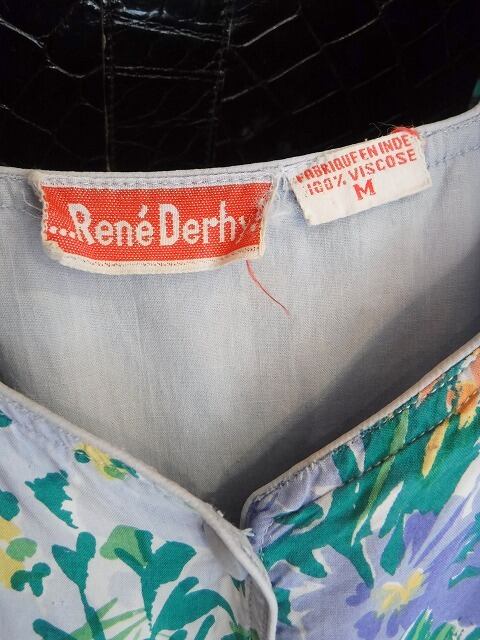 ...René Derhy.
FABRIQUE EN INDE
100% VISCOSE
M